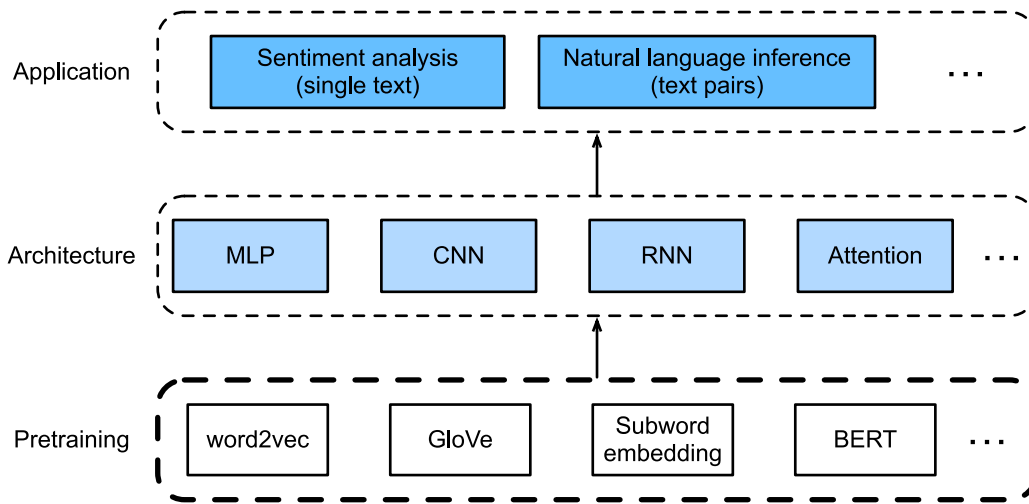 Application
Sentiment analysis
(single text)
Natural language inference
(text pairs)
...
Architecture
MLP
CNN
RNN
Attention
...
Pretraining
word2vec
GloVe
Subword
embedding
BERT
...